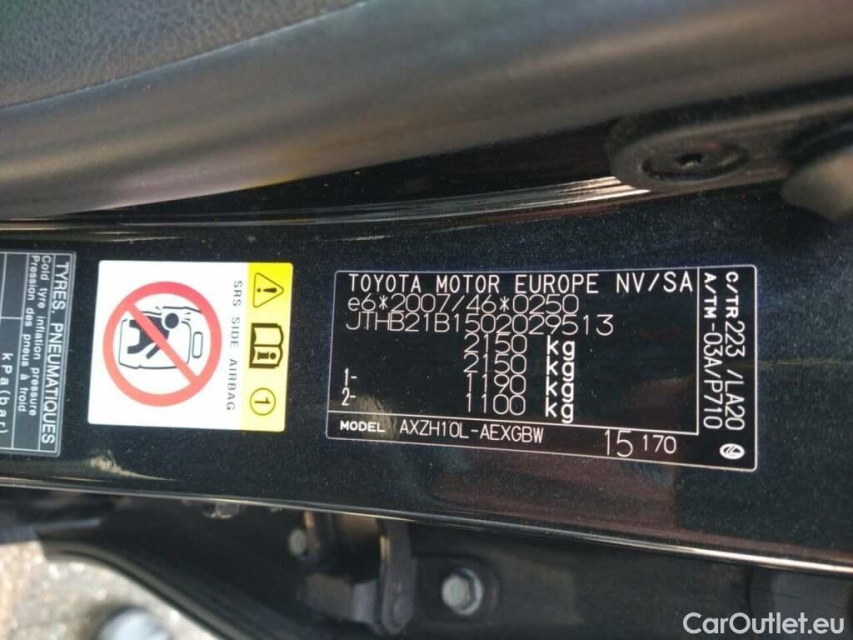 TYRES, PNEUMATIQUES
Cold tyre inflation pressure
Pression des pneus à froid
kPa(bar)
SRS SIDE AIRBAG
TOYOTA MOTOR EUROPE NV/SA
e6*2007/46*0250
JTHB21B1502029513
2150 kg
2150 kg
1- 1190 kg
2- 1100 kg
C/TR 223 /LA20
A/TM -03A/P710
MODEL AXZH10L-AEXGBW 15 170
CarOutlet.eu